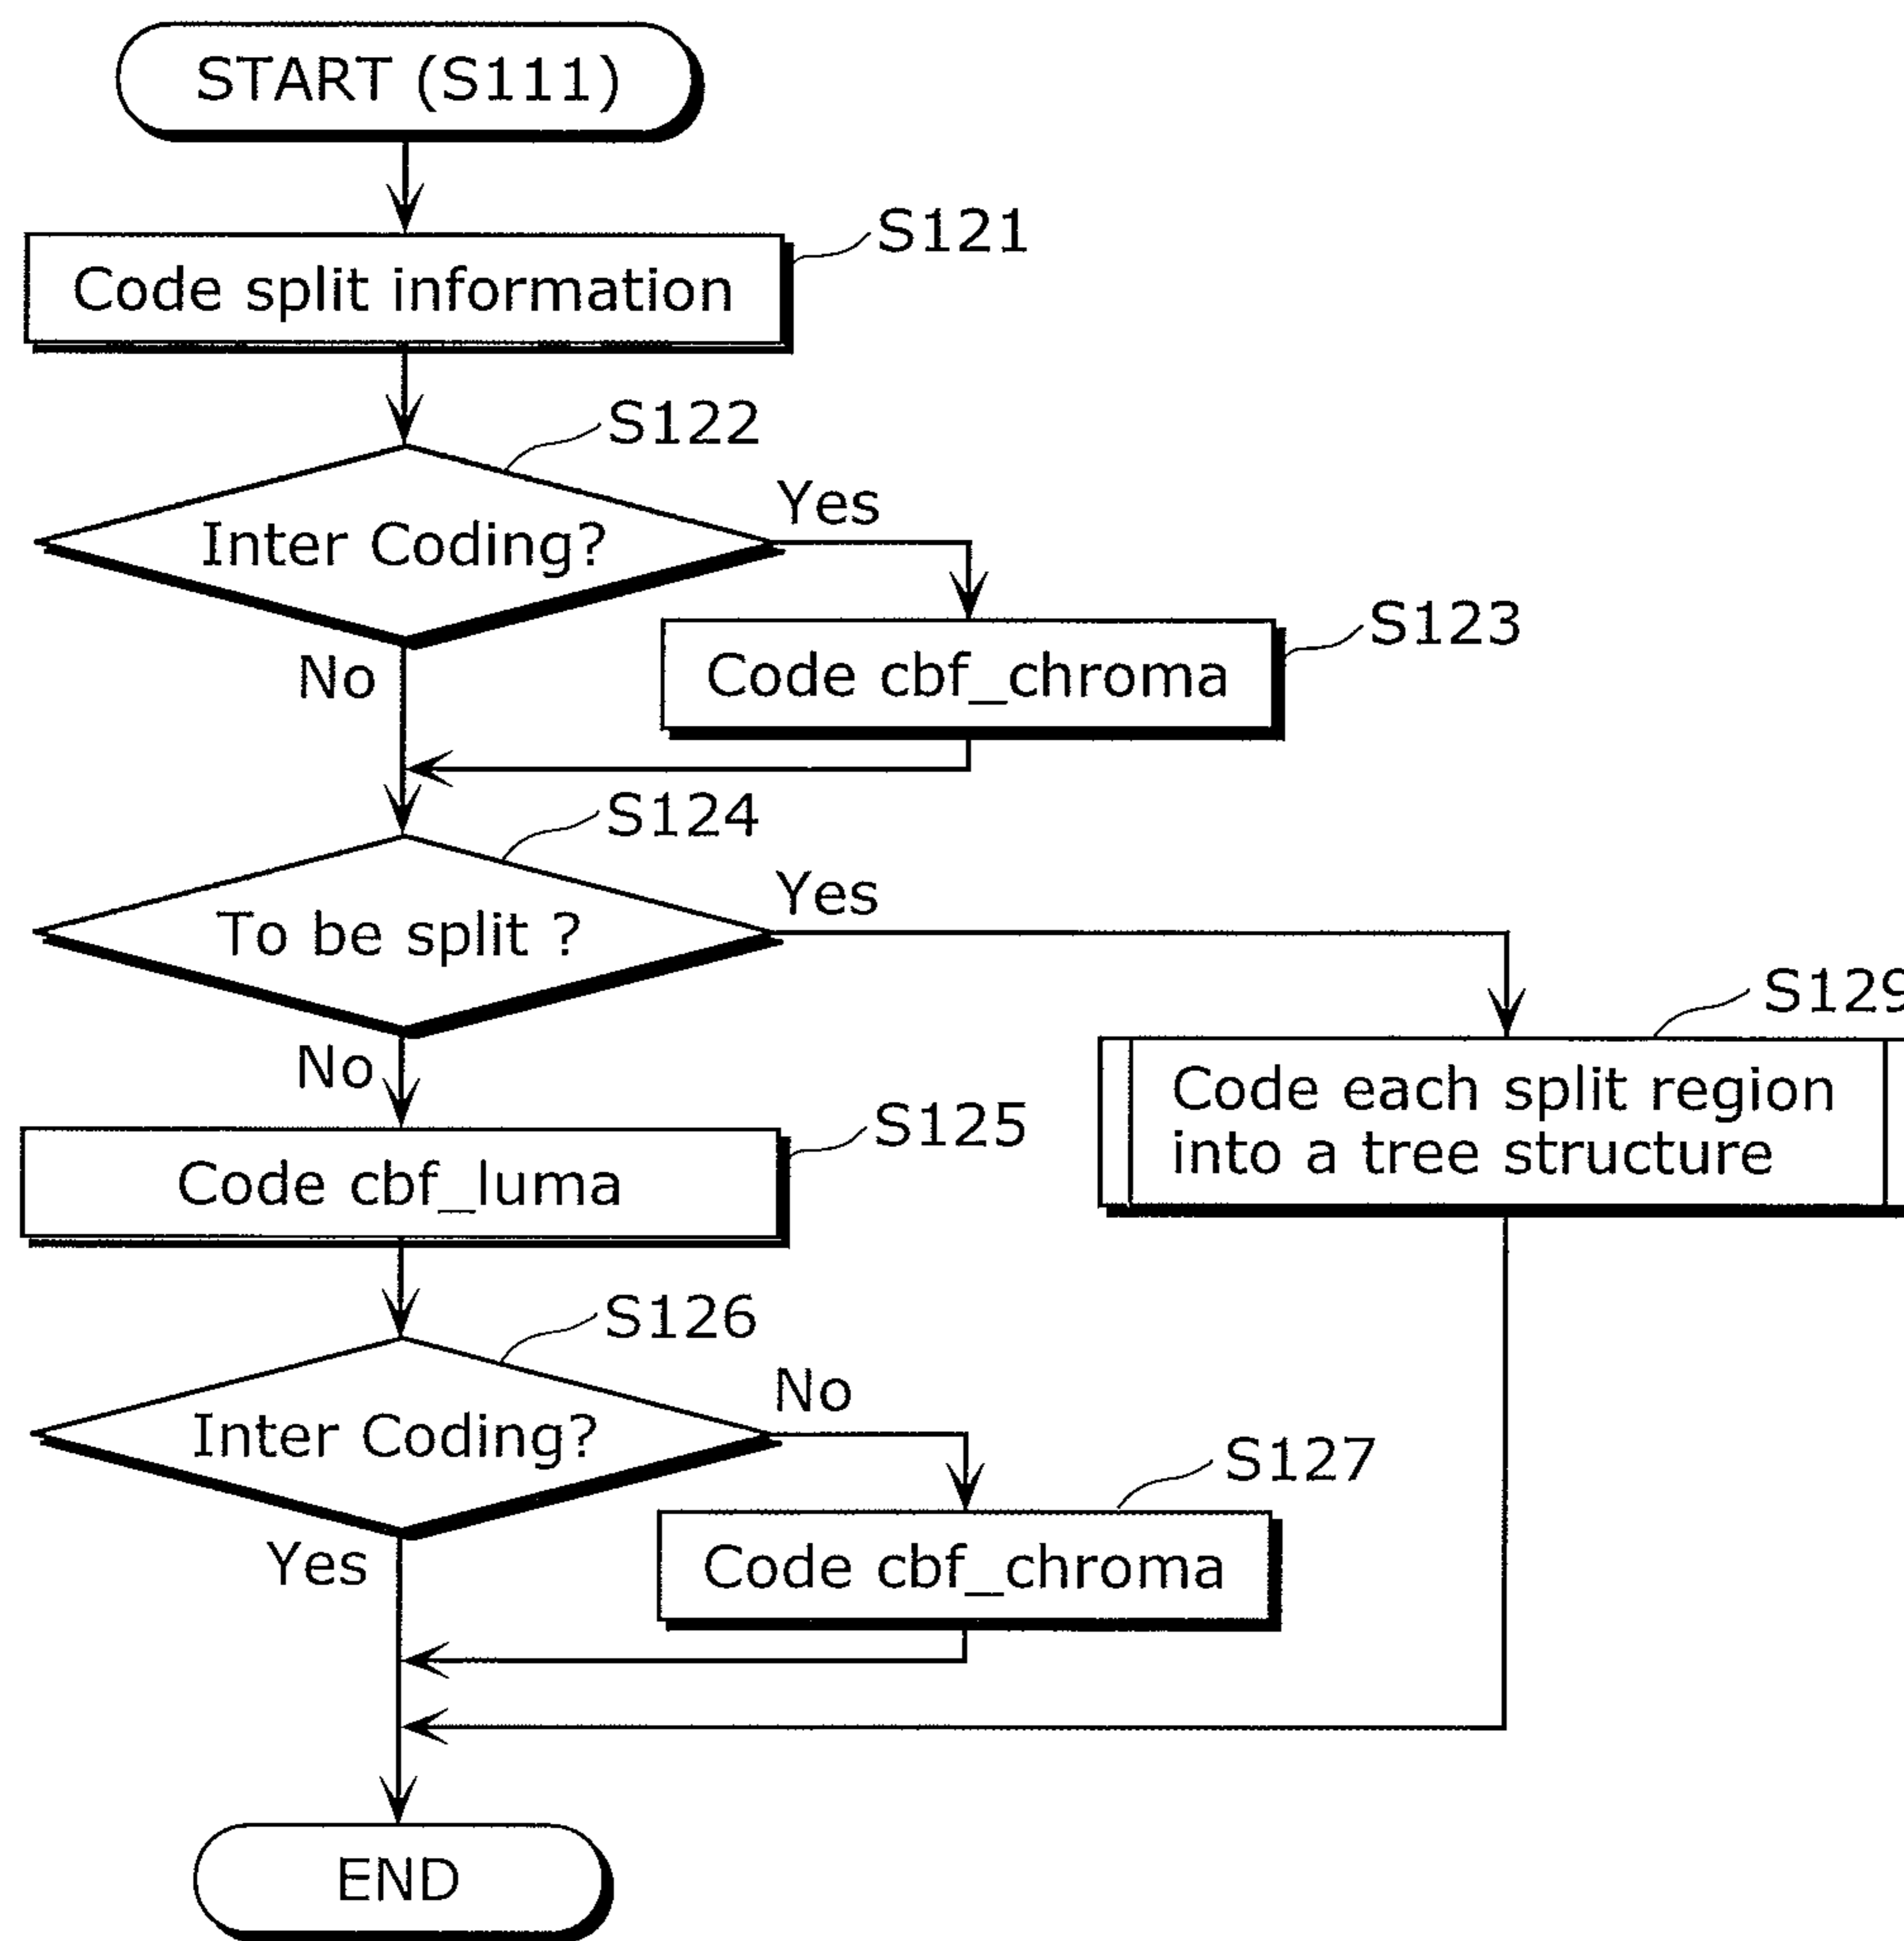 START (S111)
S121
Code split information
S122
Yes
Inter Coding?
S123
No
Code cbf_chroma
S124
Yes
To be split ?
S129
No
Code each split region
into a tree structure
S125
Code cbf_luma
S126
No
Inter Coding?
S127
Yes
Code cbf_chroma
END